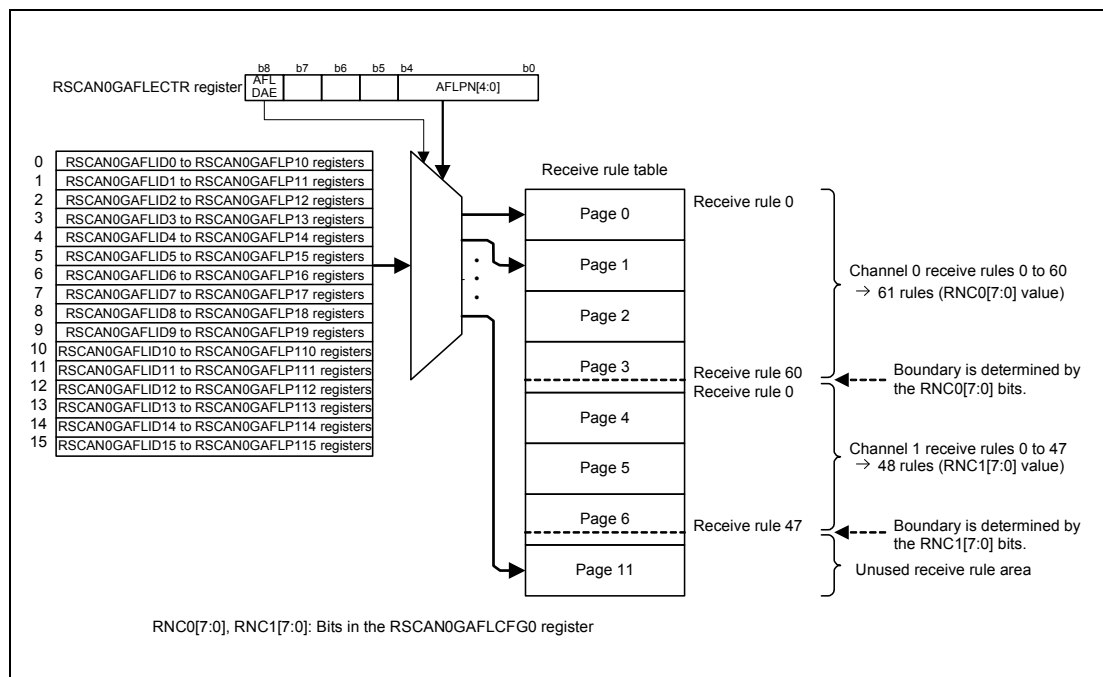 b8 b7 b6 b5 b4 b0
RSCAN0GAFLECTR register
AFL
DAE
AFLPN[4:0]
0 RSCAN0GAFLID0 to RSCAN0GAFLP10 registers
1 RSCAN0GAFLID1 to RSCAN0GAFLP11 registers
2 RSCAN0GAFLID2 to RSCAN0GAFLP12 registers
3 RSCAN0GAFLID3 to RSCAN0GAFLP13 registers
4 RSCAN0GAFLID4 to RSCAN0GAFLP14 registers
5 RSCAN0GAFLID5 to RSCAN0GAFLP15 registers
6 RSCAN0GAFLID6 to RSCAN0GAFLP16 registers
7 RSCAN0GAFLID7 to RSCAN0GAFLP17 registers
8 RSCAN0GAFLID8 to RSCAN0GAFLP18 registers
9 RSCAN0GAFLID9 to RSCAN0GAFLP19 registers
10 RSCAN0GAFLID10 to RSCAN0GAFLP110 registers
11 RSCAN0GAFLID11 to RSCAN0GAFLP111 registers
12 RSCAN0GAFLID12 to RSCAN0GAFLP112 registers
13 RSCAN0GAFLID13 to RSCAN0GAFLP113 registers
14 RSCAN0GAFLID14 to RSCAN0GAFLP114 registers
15 RSCAN0GAFLID15 to RSCAN0GAFLP115 registers
Receive rule table
Page 0
Page 1
Page 2
Page 3
Page 4
Page 5
Page 6
Page 11
Receive rule 0
Receive rule 60
Receive rule 0
Receive rule 47
Channel 0 receive rules 0 to 60
→ 61 rules (RNC0[7:0] value)
Boundary is determined by
the RNC0[7:0] bits.
Channel 1 receive rules 0 to 47
→ 48 rules (RNC1[7:0] value)
Boundary is determined by
the RNC1[7:0] bits.
Unused receive rule area
RNC0[7:0], RNC1[7:0]: Bits in the RSCAN0GAFLCFG0 register